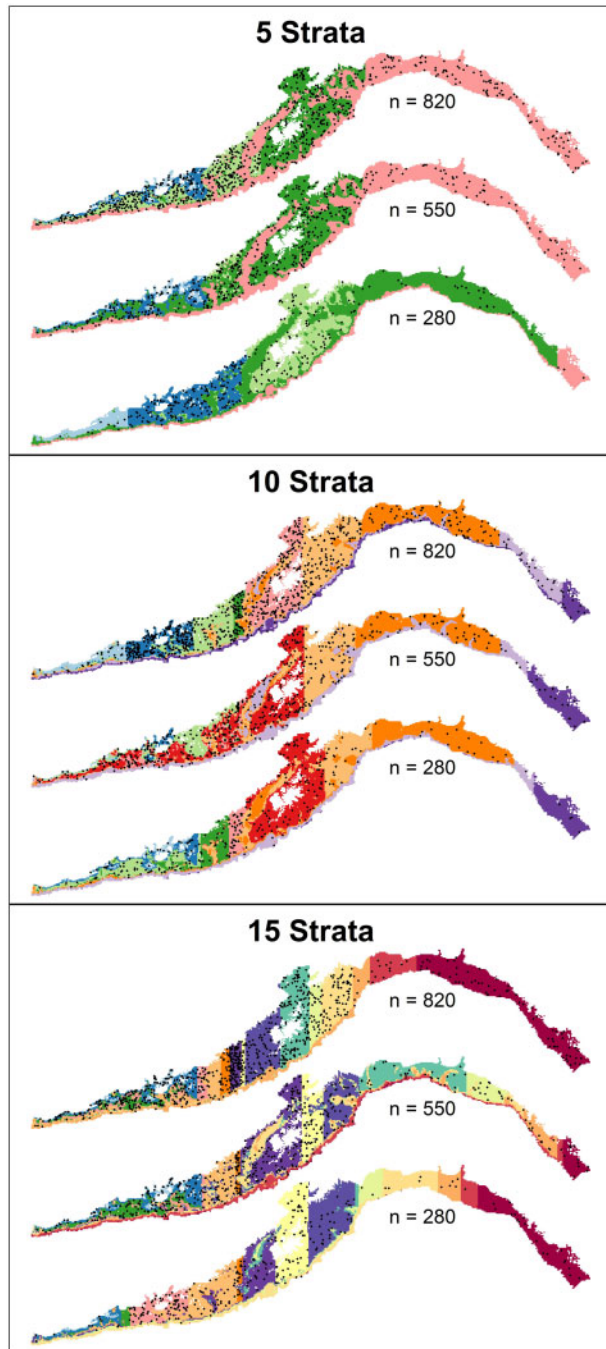 5 Strata
n = 820
n = 550
n = 280
10 Strata
n = 820
n = 550
n = 280
15 Strata
n = 820
n = 550
n = 280